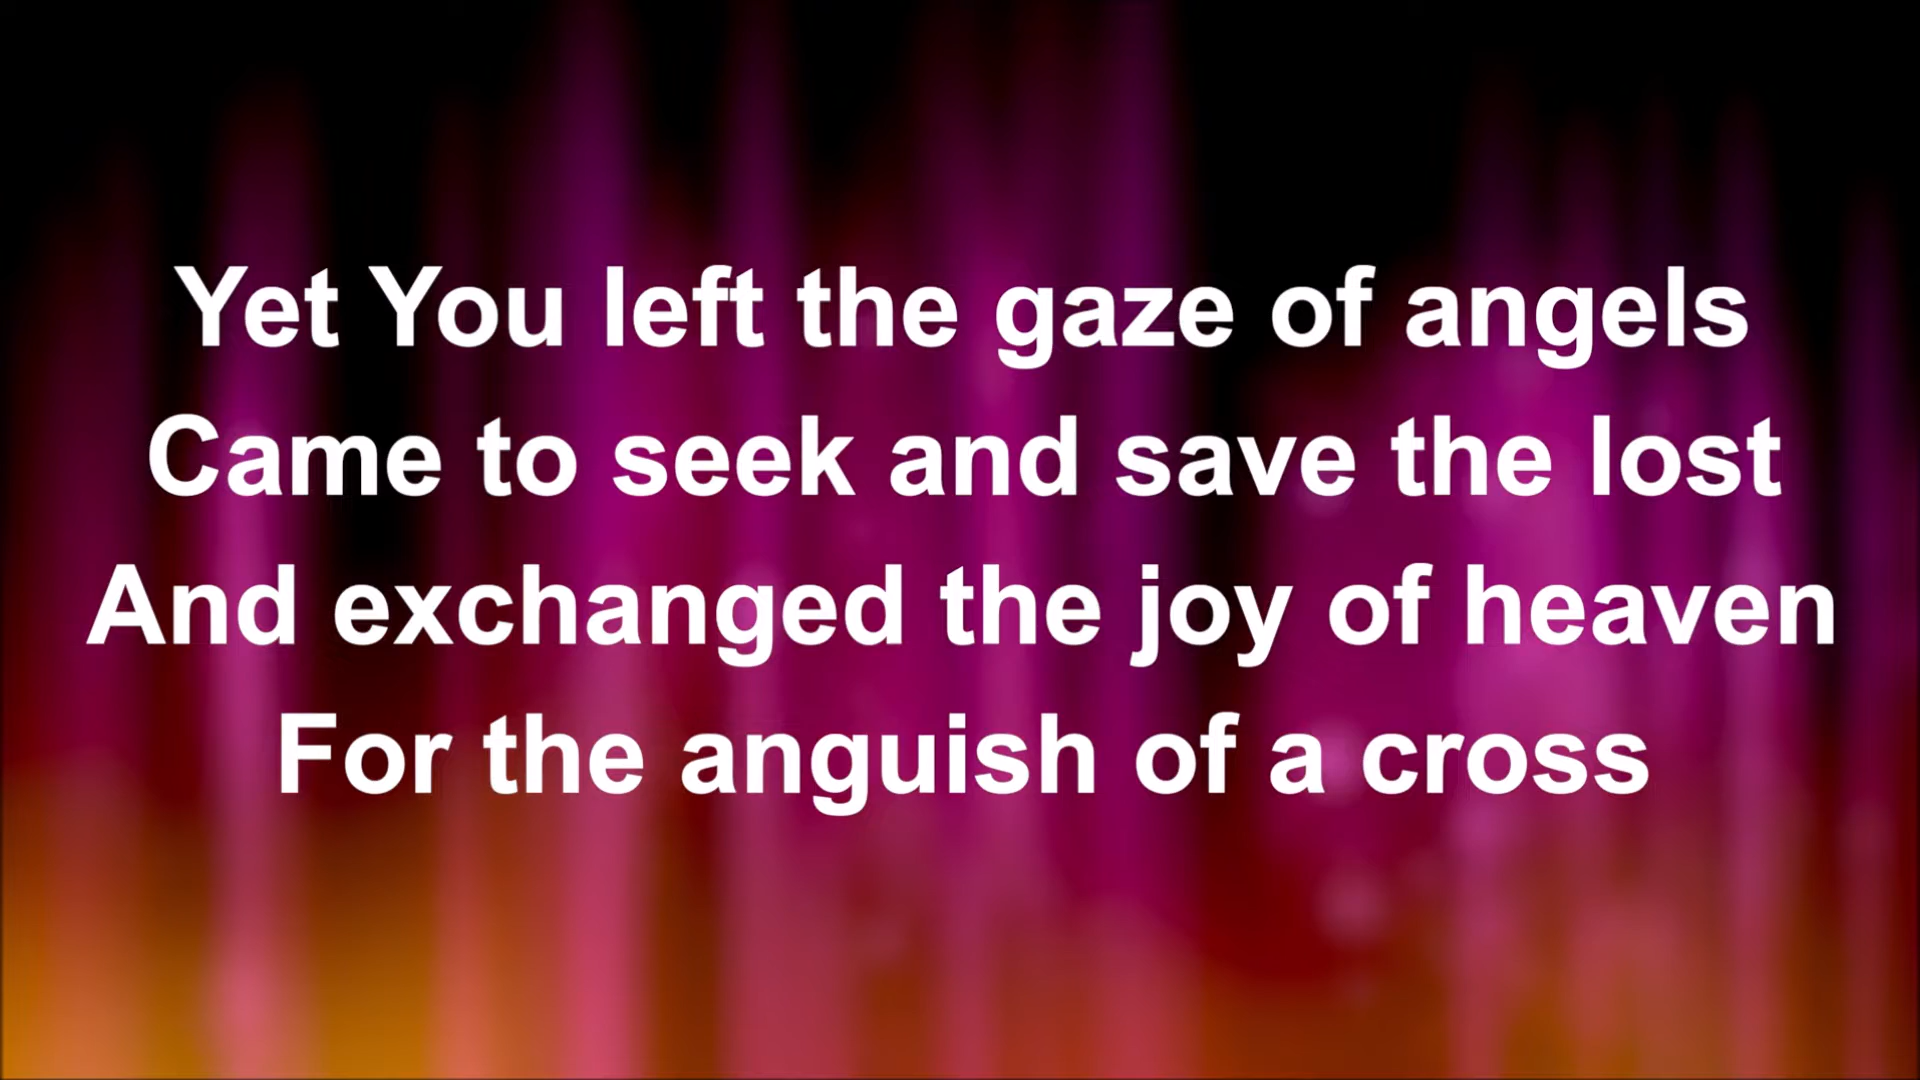 Yet You left the gaze of angels
Came to seek and save the lost
And exchanged the joy of heaven
For the anguish of a cross